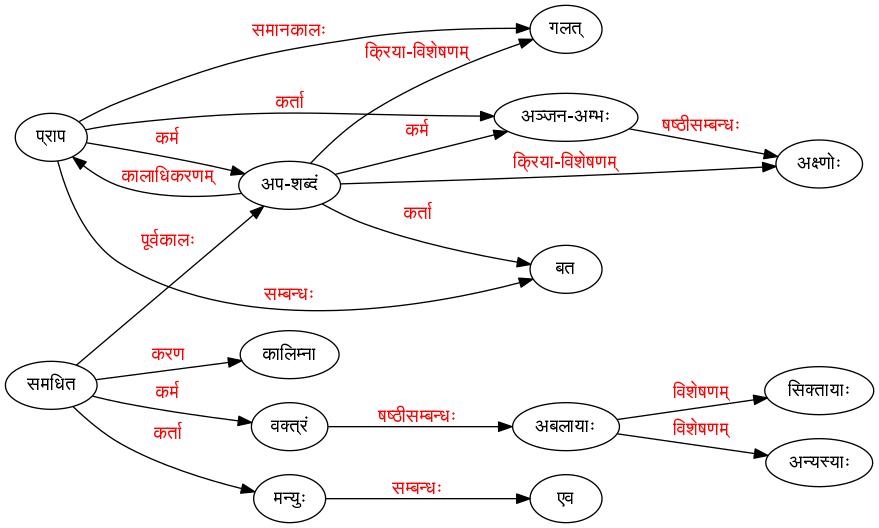 समानकालः
गलत्
क्रिया-विशेषणम्
कर्ता
अञ्जन-अम्भः
प्राप
कर्म
कर्म
षष्ठीसम्बन्धः
क्रिया-विशेषणम्
अक्ष्णोः
कालाधिकरणम्
अप-शब्दं
कर्ता
पूर्वकालः
बत
सम्बन्धः
करण
कालिम्ना
समधित
कर्म
वक्त्रं
षष्ठीसम्बन्धः
अबलायाः
विशेषणम्
सिक्तायाः
विशेषणम्
अन्यस्याः
कर्ता
मन्युः
सम्बन्धः
एव